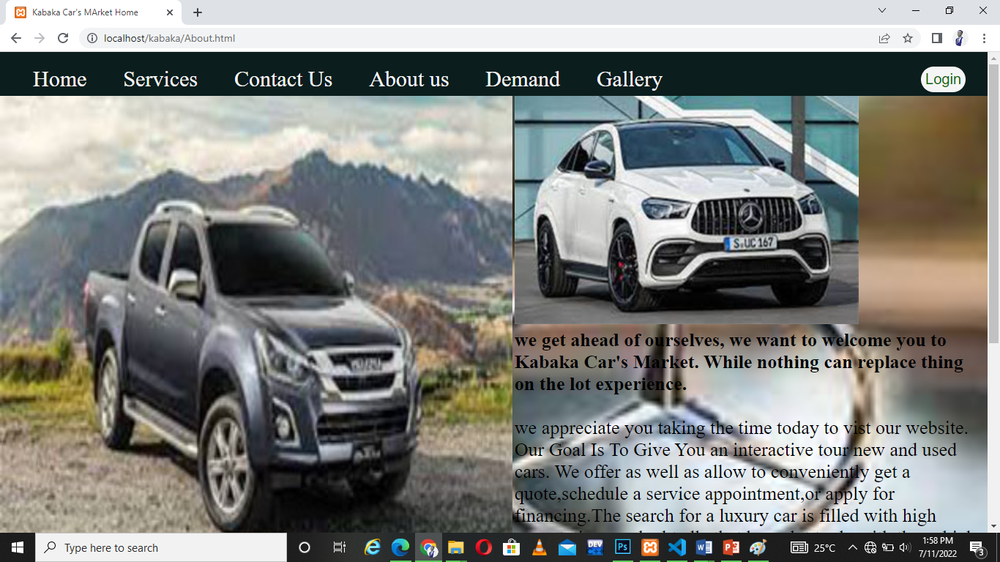 Kabaka Car's MArket Home
localhost/kabaka/About.html
Home Services Contact Us About us Demand Gallery Login
S UC 167
we get ahead of ourselves, we want to welcome you to
Kabaka Car's Market. While nothing can replace thing
on the lot experience.
we appreciate you taking the time today to vist our website.
Our Goal Is To Give You an interactive tour new and used
cars. We offer as well as allow to conveniently get a
quote,schedule a service appointment,or apply for
financing.The search for a luxury car is filled with high
Type here to search
DEV
Ps
25°C
1:58 PM
7/11/2022
3